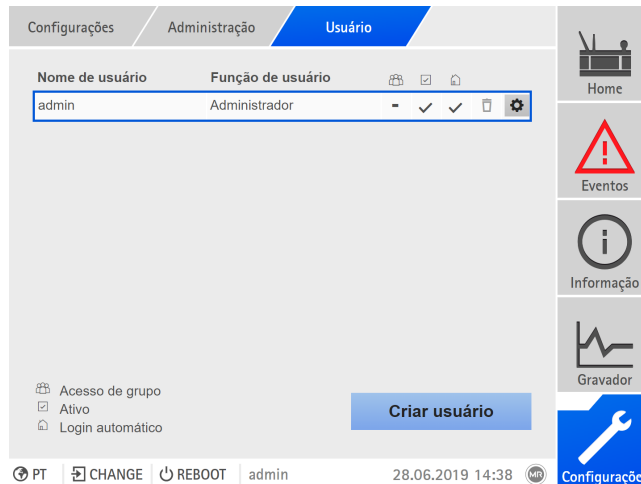 Configurações Administração Usuário
Nome de usuário Função de usuário
admin Administrador
Acesso de grupo
Ativo
Login automático
Criar usuário
PT CHANGE REBOOT admin 28.06.2019 14:38 MR
Home
Eventos
Informação
Gravador
Configuraçõe